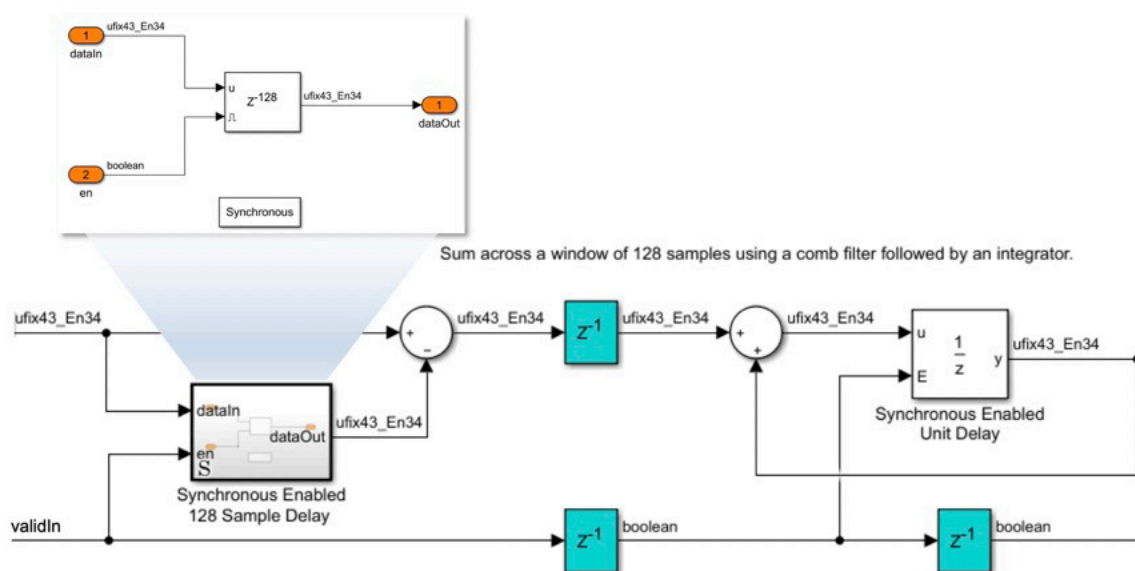 1
ufix43_En34
dataIn
u
Z-128
ufix43_En34
1
dataOut
boolean
2
en
Synchronous
Sum across a window of 128 samples using a comb filter followed by an integrator.
ufix43_En34
+
−
ufix43_En34
Z-1
ufix43_En34
+
+
ufix43_En34
u
1
z
y
E
ufix43_En34
Synchronous Enabled
Unit Delay
dataIn
en
dataOut
S
ufix43_En34
Synchronous Enabled
128 Sample Delay
validIn
Z-1
boolean
Z-1
boolean